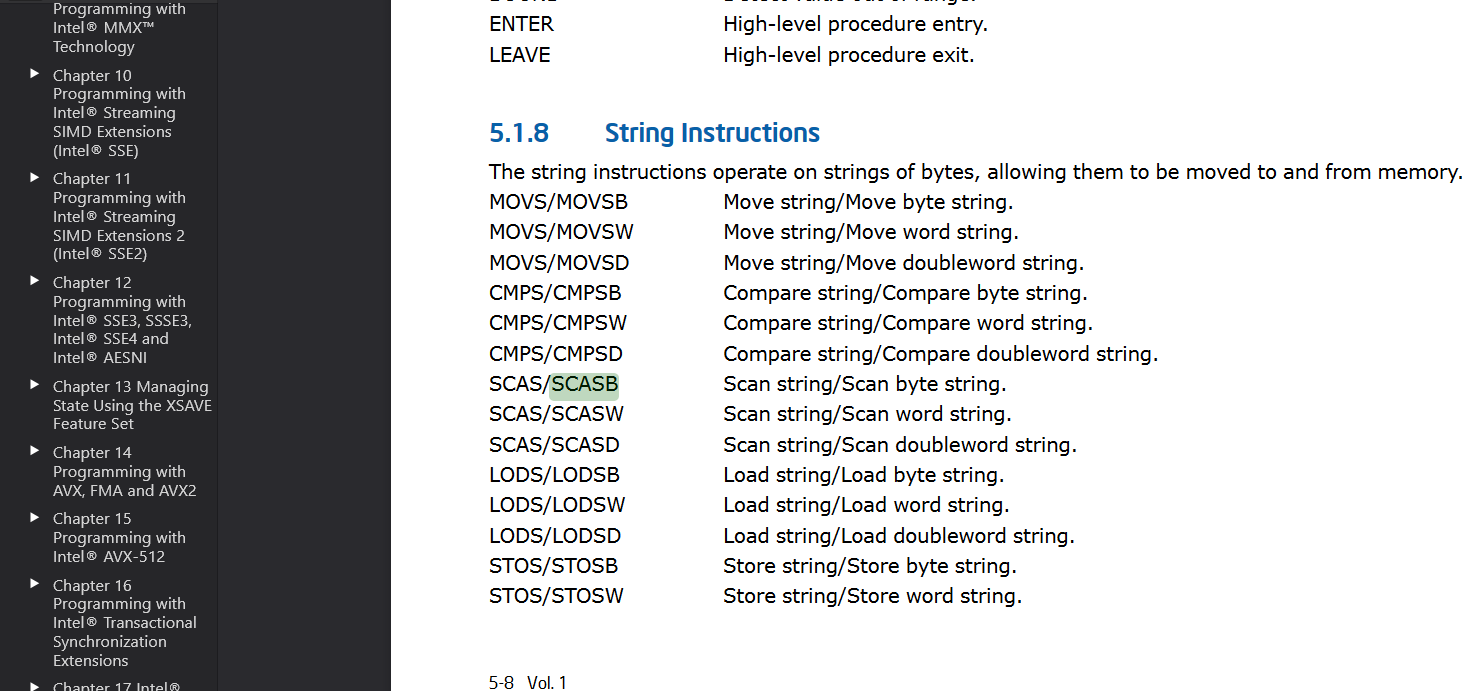 Programming with
Intel® MMX™
Technology
Chapter 10
Programming with
Intel® Streaming
SIMD Extensions
(Intel® SSE)
Chapter 11
Programming with
Intel® Streaming
SIMD Extensions 2
(Intel® SSE2)
Chapter 12
Programming with
Intel® SSE3, SSSE3,
Intel® SSE4 and
Intel® AESNI
Chapter 13 Managing
State Using the XSAVE
Feature Set
Chapter 14
Programming with
AVX, FMA and AVX2
Chapter 15
Programming with
Intel® AVX-512
Chapter 16
Programming with
Intel® Transactional
Synchronization
Extensions
Chapter 17 Intel®
ENTER High-level procedure entry.
LEAVE High-level procedure exit.
5.1.8 String Instructions
The string instructions operate on strings of bytes, allowing them to be moved to and from memory.
MOVS/MOVSB Move string/Move byte string.
MOVS/MOVSW Move string/Move word string.
MOVS/MOVSD Move string/Move doubleword string.
CMPS/CMPSB Compare string/Compare byte string.
CMPS/CMPSW Compare string/Compare word string.
CMPS/CMPSD Compare string/Compare doubleword string.
SCAS/SCASB Scan string/Scan byte string.
SCAS/SCASW Scan string/Scan word string.
SCAS/SCASD Scan string/Scan doubleword string.
LODS/LODSB Load string/Load byte string.
LODS/LODSW Load string/Load word string.
LODS/LODSD Load string/Load doubleword string.
STOS/STOSB Store string/Store byte string.
STOS/STOSW Store string/Store word string.
5-8 Vol. 1